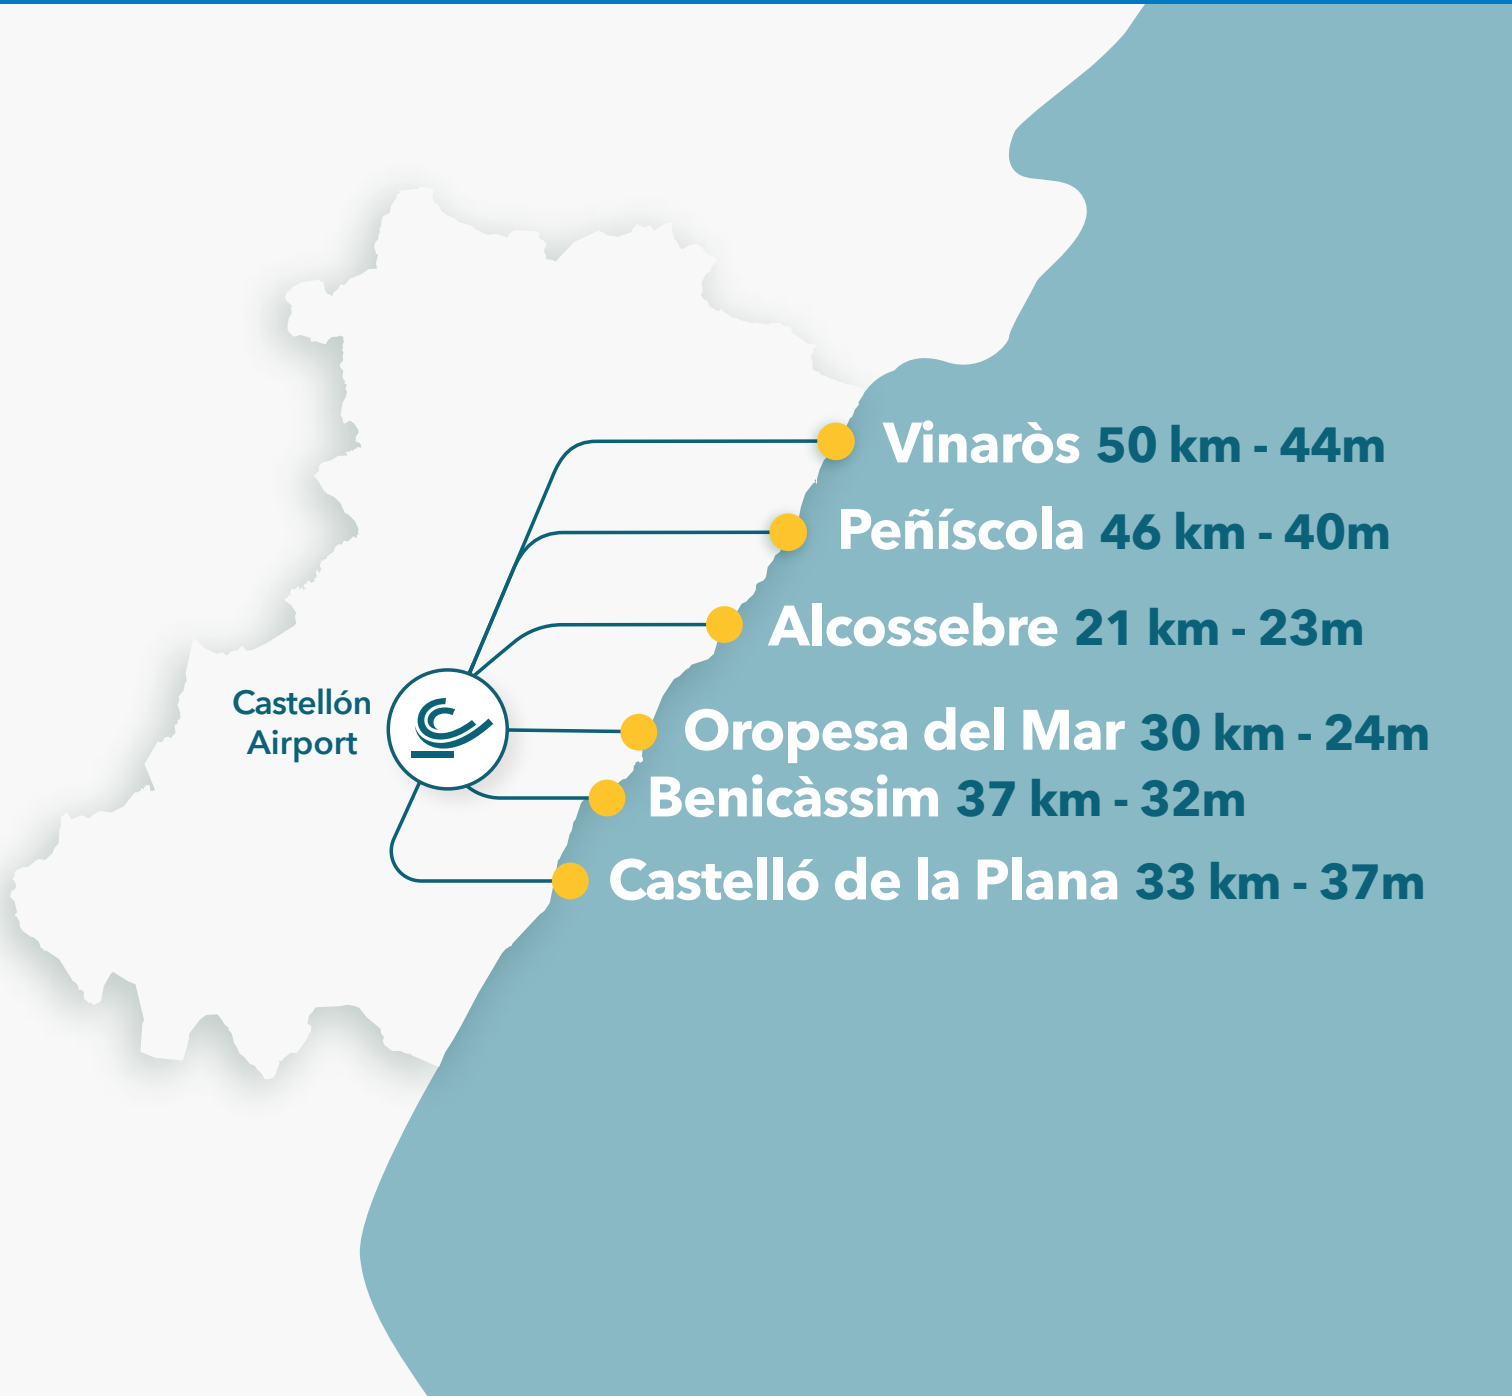 Vinaròs 50 km - 44m
Peñíscola 46 km - 40m
Alcossebre 21 km - 23m
Castellón
Airport
Oropesa del Mar 30 km - 24m
Benicàssim 37 km - 32m
Castelló de la Plana 33 km - 37m